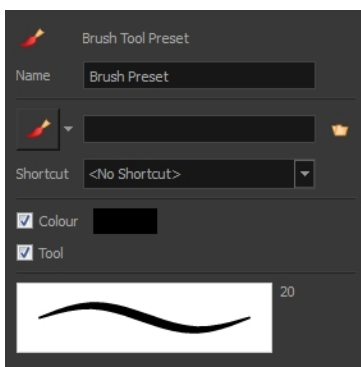 Brush Tool Preset
Name Brush Preset
Shortcut <No Shortcut>
Colour
Tool
20